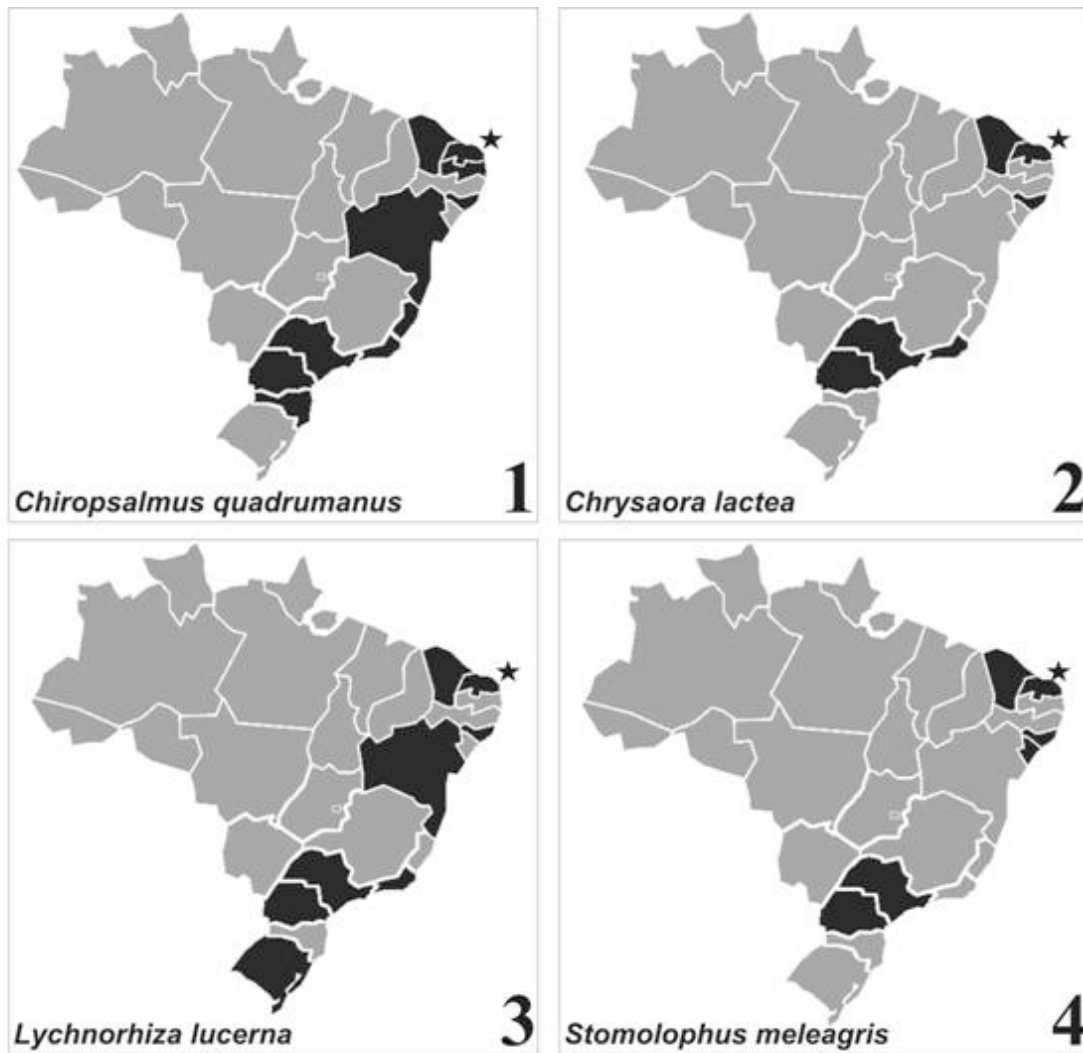 Chiropsalmus quadrumanus 1
Chrysaora lactea 2
Lychnorhiza lucerna 3
Stomolophus meleagris 4